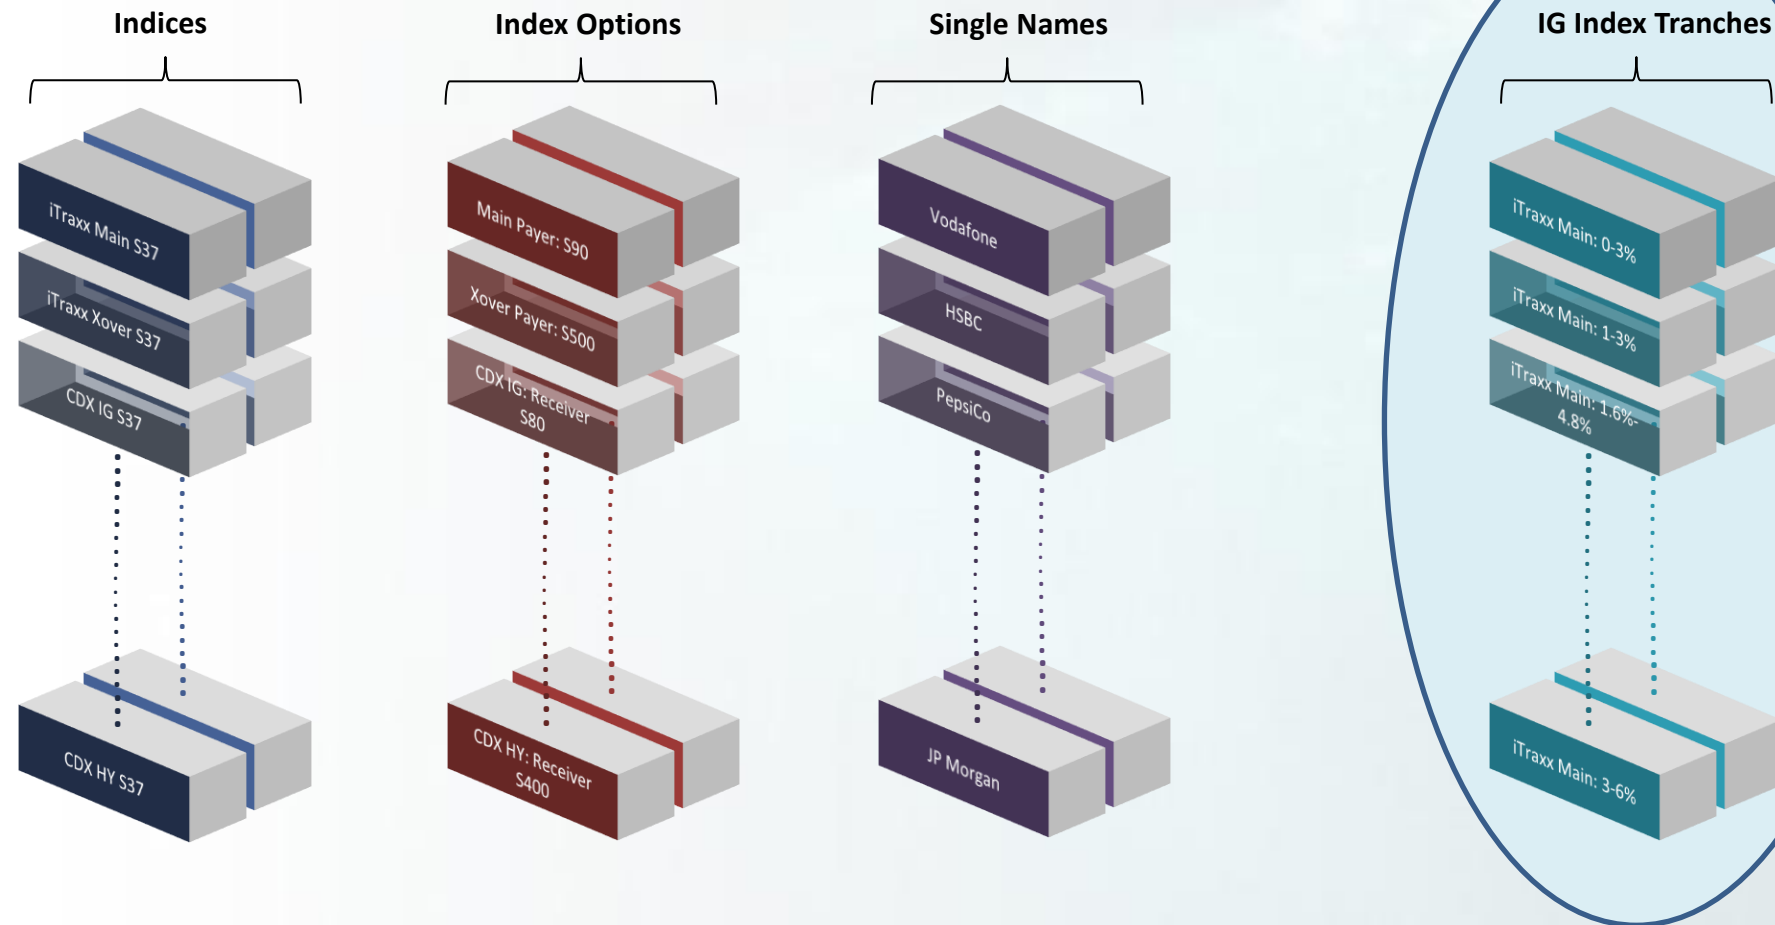 Indices
Index Options
Single Names
IG Index Tranches
iTraxx Main S37
iTraxx Xover S37
CDX IG S37
CDX HY S37
Main Payer: S90
Xover Payer: S500
CDX IG: Receiver
S80
CDX HY: Receiver
S400
Vodafone
HSBC
PepsiCo
JP Morgan
iTraxx Main: 0-3%
iTraxx Main: 1-3%
iTraxx Main: 1.6%-
4.8%
iTraxx Main: 3-6%